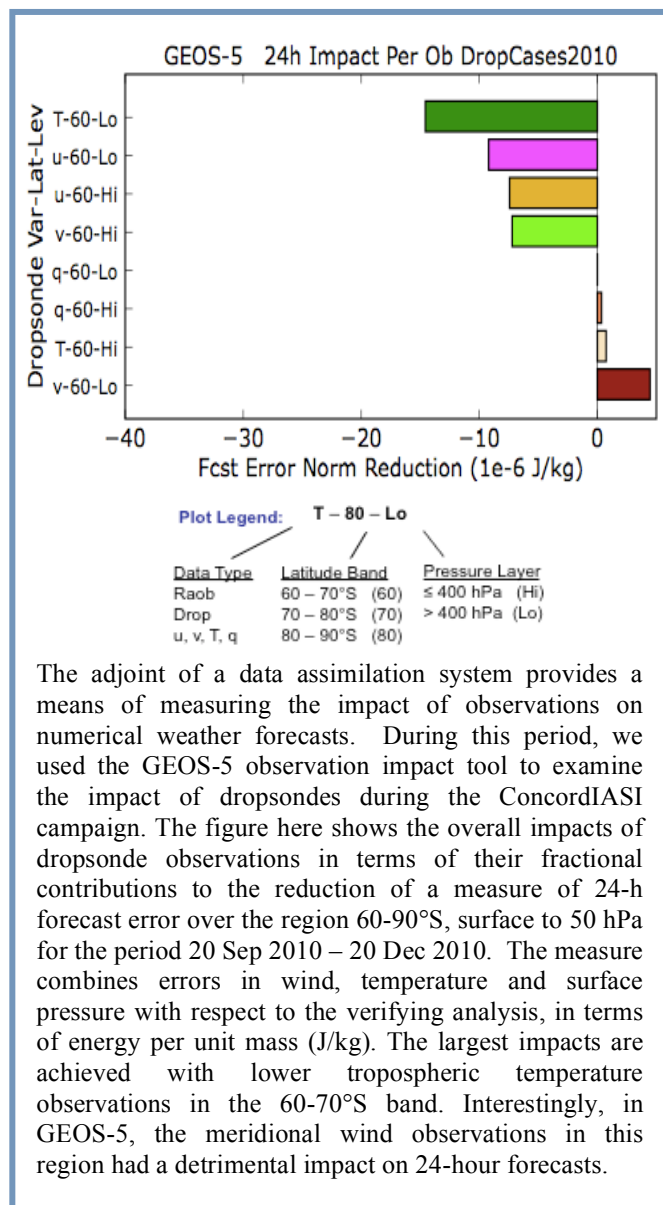 GEOS-5 24h Impact Per Ob DropCases2010
Dropsonde Var-Lat-Lev
T-60-Lo
u-60-Lo
u-60-Hi
v-60-Hi
q-60-Lo
q-60-Hi
T-60-Hi
v-60-Lo
−40 −30 −20 −10 0
Fcst Error Norm Reduction (1e-6 J/kg)
Plot Legend: T – 80 – Lo
Data Type Latitude Band Pressure Layer
Raob 60 – 70°S (60) ≤ 400 hPa (Hi)
Drop 70 – 80°S (70) > 400 hPa (Lo)
u, v, T, q 80 – 90°S (80)
The adjoint of a data assimilation system provides a
means of measuring the impact of observations on
numerical weather forecasts. During this period, we
used the GEOS-5 observation impact tool to examine
the impact of dropsondes during the ConcordIASI
campaign. The figure here shows the overall impacts of
dropsonde observations in terms of their fractional
contributions to the reduction of a measure of 24-h
forecast error over the region 60-90°S, surface to 50 hPa
for the period 20 Sep 2010 – 20 Dec 2010. The measure
combines errors in wind, temperature and surface
pressure with respect to the verifying analysis, in terms
of energy per unit mass (J/kg). The largest impacts are
achieved with lower tropospheric temperature
observations in the 60-70°S band. Interestingly, in
GEOS-5, the meridional wind observations in this
region had a detrimental impact on 24-hour forecasts.